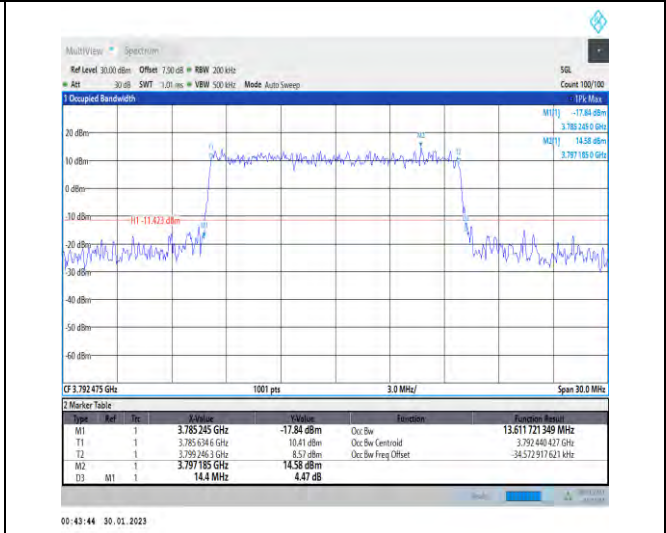 MultiView Spectrum
Ref Level 30.00 dBm Offset 7.50 dB RBW 200 kHz SGL
Att 30 dB SWT 1.01 ms VBW 500 kHz Mode Auto Sweep Count 100/100
1 Occupied Bandwidth 1Pk Max
M1[1] -17.84 dBm
3.785 245 0 GHz
M2[1] 14.58 dBm
3.797 185 0 GHz
20 dBm
10 dBm
0 dBm
-10 dBm
H1 -11.423 dBm
-20 dBm
-30 dBm
-40 dBm
-50 dBm
-60 dBm
M2
T2
CF 3.792 475 GHz 1001 pts 3.0 MHz/ Span 30.0 MHz
2 Marker Table
Type Ref Trc X-Value Y-Value Function Function Result
M1 1 3.785 245 GHz -17.84 dBm Occ Bw 13.611 721 349 MHz
T1 1 3.785 634 6 GHz 10.41 dBm Occ Bw Centroid 3.792 440 427 GHz
T2 1 3.799 246 3 GHz 8.57 dBm Occ Bw Freq Offset -34.572 917 621 kHz
M2 1 3.797 185 GHz 14.58 dBm
D3 M1 1 14.4 MHz 4.47 dB
00:43:44 30.01.2023